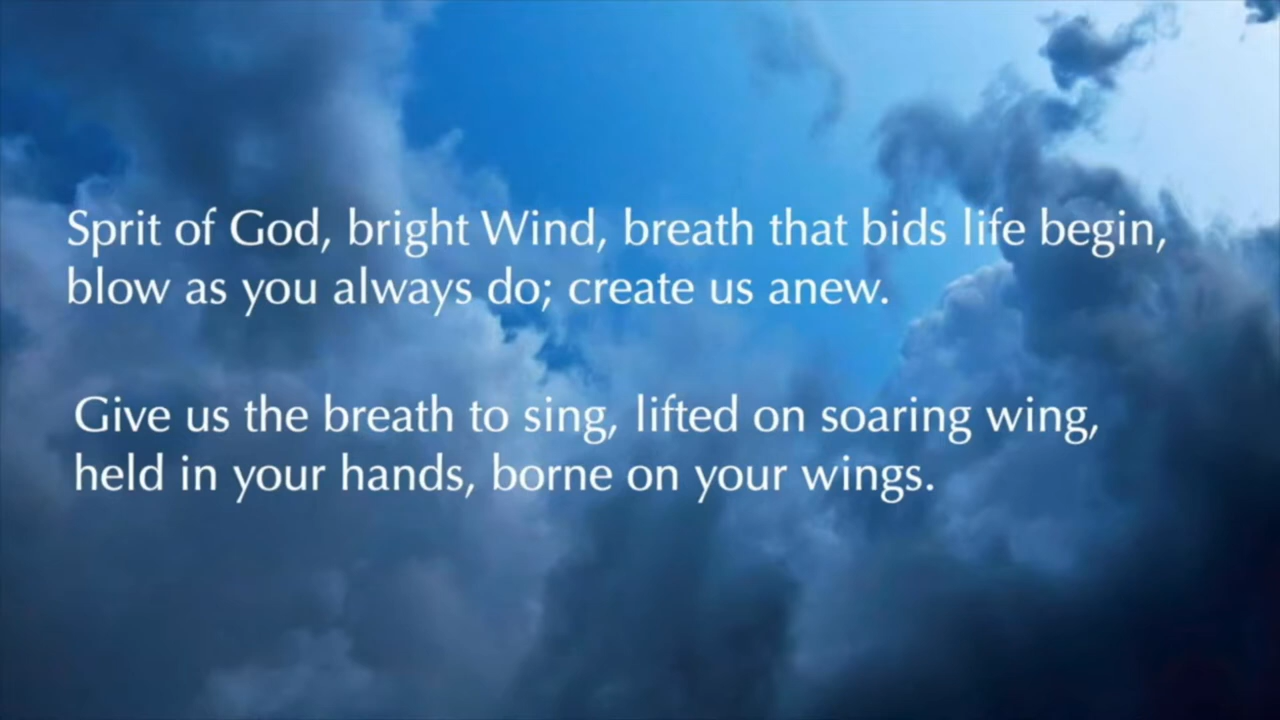 Sprit of God, bright Wind, breath that bids life begin,
blow as you always do; create us anew.
Give us the breath to sing, lifted on soaring wing,
held in your hands, borne on your wings.